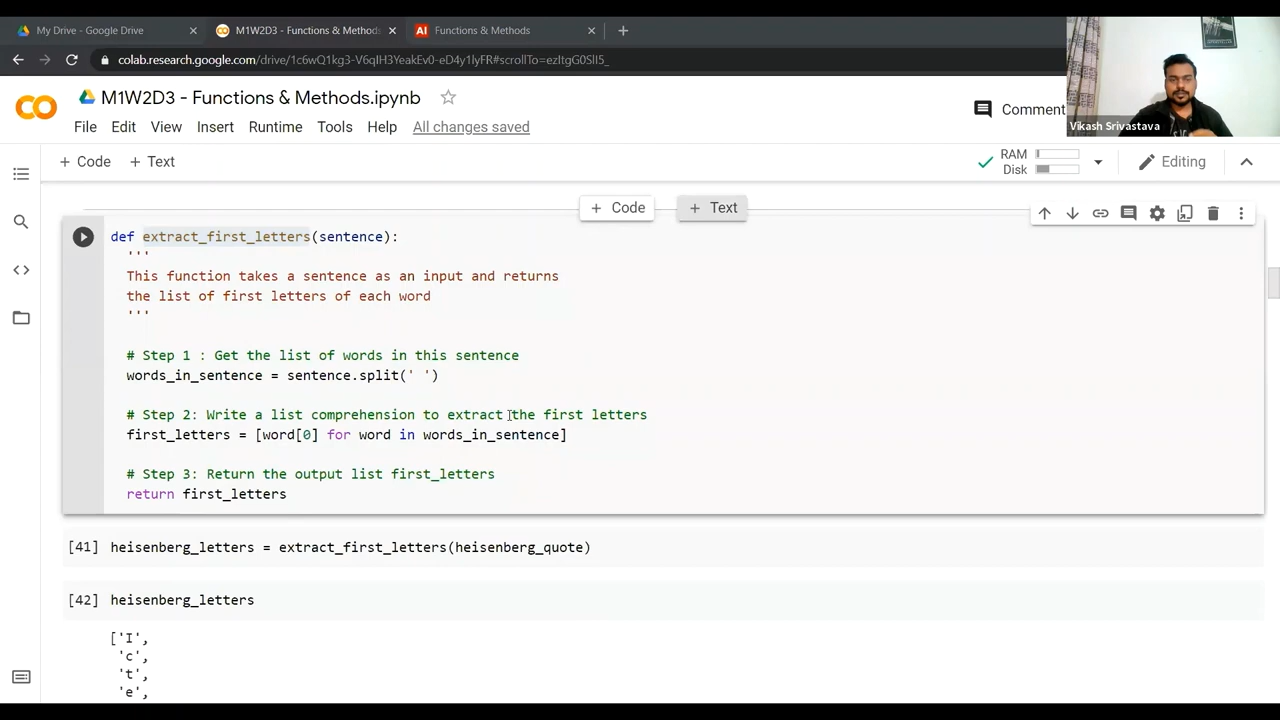 My Drive - Google Drive
M1W2D3 - Functions & Methods
AI Functions & Methods
colab.research.google.com/drive/1c6wQ1kg3-V6qIH3YeakEv0-eD4y1lyFR#scrollTo=ezItgG0SlI5_
CO M1W2D3 - Functions & Methods.ipynb
Comment
Vikash Srivastava
File Edit View Insert Runtime Tools Help All changes saved
+ Code + Text
RAM
Disk
Editing
+ Code + Text
def extract_first_letters(sentence):
'''
This function takes a sentence as an input and returns
the list of first letters of each word
'''
# Step 1 : Get the list of words in this sentence
words_in_sentence = sentence.split(' ')
# Step 2: Write a list comprehension to extract the first letters
first_letters = [word[0] for word in words_in_sentence]
# Step 3: Return the output list first_letters
return first_letters
[41] heisenberg_letters = extract_first_letters(heisenberg_quote)
[42] heisenberg_letters
['I',
'c',
't',
'e',